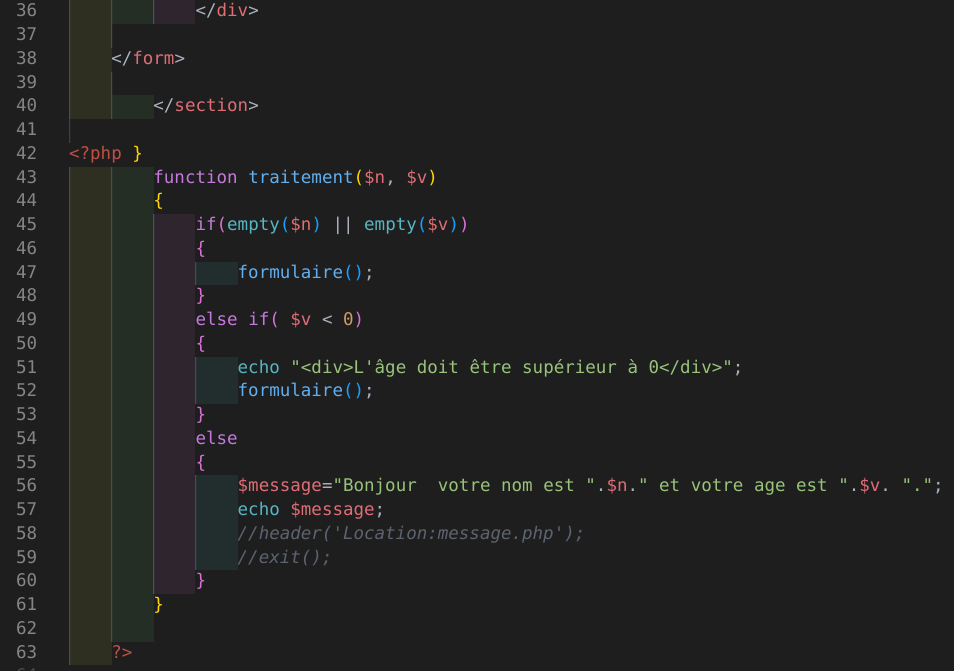 36 </div>
37
38 </form>
39
40 </section>
41
42 <?php }
43 function traitement($n, $v)
44 {
45 if(empty($n) || empty($v))
46 {
47 formulaire();
48 }
49 else if( $v < 0)
50 {
51 echo "<div>L'âge doit être supérieur à 0</div>";
52 formulaire();
53 }
54 else
55 {
56 $message="Bonjour  votre nom est ".$n." et votre age est ".$v. ".";
57 echo $message;
58 //header('Location:message.php');
59 //exit();
60 }
61 }
62
63 ?>